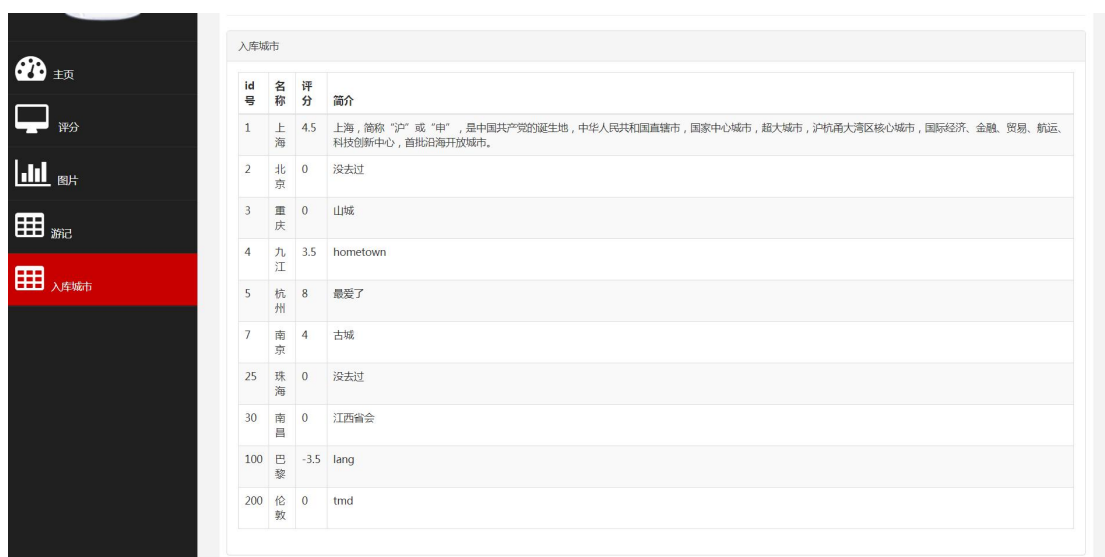 主页
评分
图片
游记
入库城市
入库城市
id号 名称 评分 简介
1 上海 4.5 上海，简称“沪”或“申”，是中国共产党的诞生地，中华人民共和国直辖市，国家中心城市，超大城市，沪杭甬大湾区核心城市，国际经济、金融、贸易、航运、
科技创新中心，首批沿海开放城市。
2 北京 0 没去过
3 重庆 0 山城
4 九江 3.5 hometown
5 杭州 8 最爱了
7 南京 4 古城
25 珠海 0 没去过
30 南昌 0 江西省会
100 巴黎 -3.5 lang
200 伦敦 0 tmd